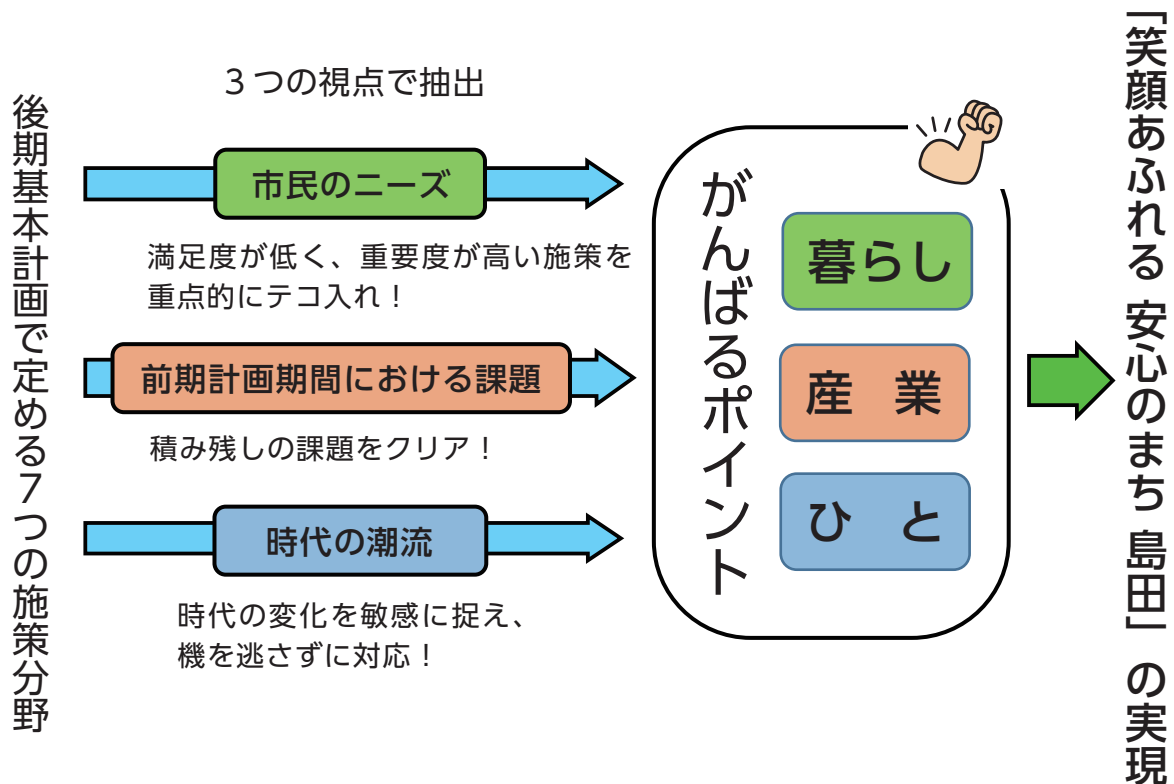 後期基本計画で定める7つの施策分野
3つの視点で抽出
市民のニーズ
満足度が低く、重要度が高い施策を
重点的にテコ入れ！
前期計画期間における課題
積み残しの課題をクリア！
時代の潮流
時代の変化を敏感に捉え、
機を逃さずに対応！
がんばるポイント
暮らし
産　業
ひ　と
「笑顔あふれる 安心のまち 島田」の実現